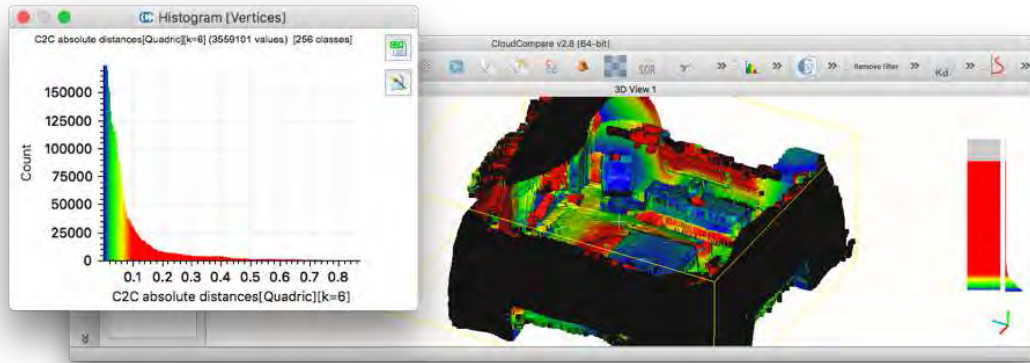 Histogram [Vertices]
C2C absolute distances[Quadric][k=6] (3559101 values) [256 classes]
150000
125000
100000
75000
50000
25000
0
Count
0.1 0.2 0.3 0.4 0.5 0.6 0.7 0.8
C2C absolute distances[Quadric][k=6]
CloudCompare v2.8 [64-bit]
SOR
Remove filter
Kd
3D View 1